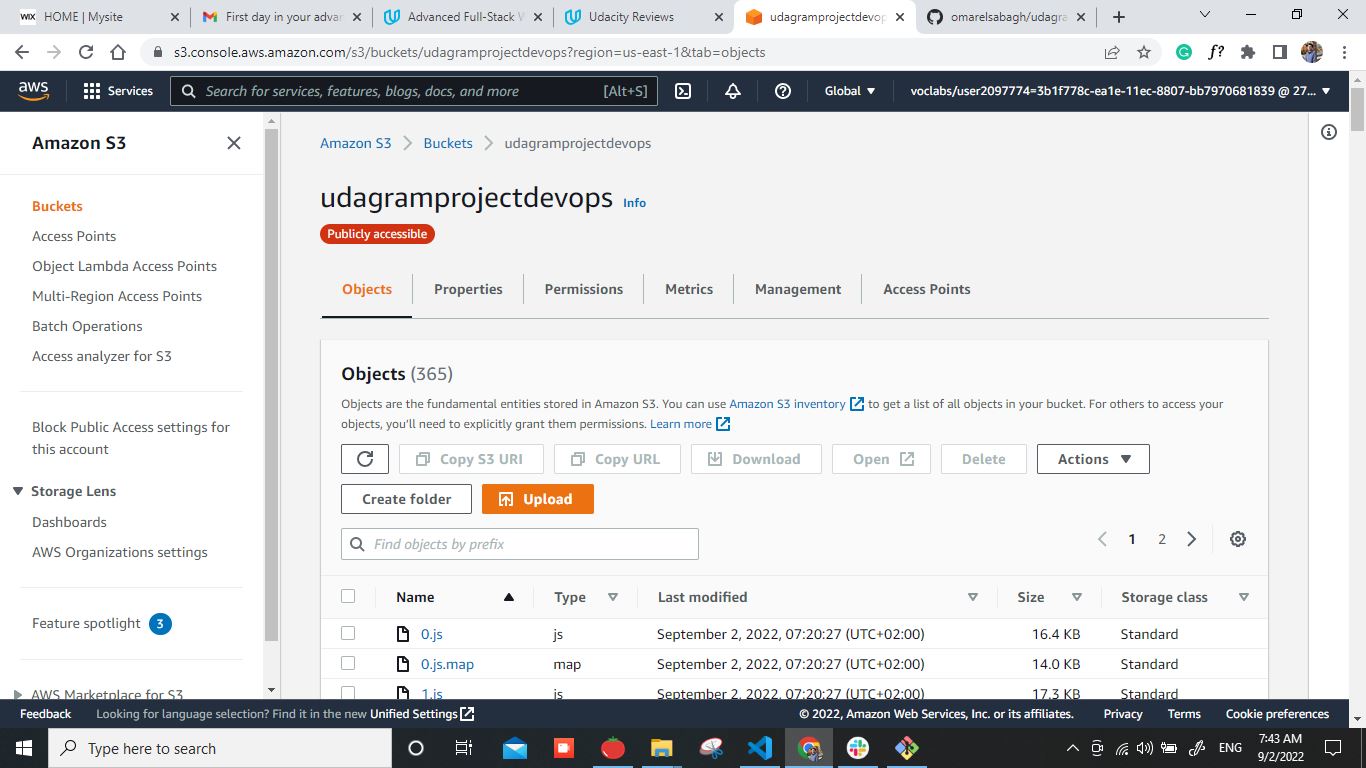 WIX HOME | Mysite
First day in your advan
Advanced Full-Stack W
Udacity Reviews
udagramprojectdevop
omarelsabagh/udagra
s3.console.aws.amazon.com/s3/buckets/udagramprojectdevops?region=us-east-1&tab=objects
f?
aws Services Search for services, features, blogs, docs, and more [Alt+S] Global voclabs/user2097774=3b1f778c-ea1e-11ec-8807-bb7970681839 @ 27...
Amazon S3
Buckets
Access Points
Object Lambda Access Points
Multi-Region Access Points
Batch Operations
Access analyzer for S3
Block Public Access settings for
this account
Storage Lens
Dashboards
AWS Organizations settings
Feature spotlight 3
AWS Marketplace for S3
Amazon S3 Buckets udagramprojectdevops
udagramprojectdevops Info
Publicly accessible
Objects Properties Permissions Metrics Management Access Points
Objects (365)
Objects are the fundamental entities stored in Amazon S3. You can use Amazon S3 inventory to get a list of all objects in your bucket. For others to access your
objects, you'll need to explicitly grant them permissions. Learn more
Copy S3 URI Copy URL Download Open Delete Actions
Create folder Upload
Find objects by prefix 1 2
Name Type Last modified Size Storage class
0.js js September 2, 2022, 07:20:27 (UTC+02:00) 16.4 KB Standard
0.js.map map September 2, 2022, 07:20:27 (UTC+02:00) 14.0 KB Standard
1.js js September 2, 2022, 07:20:27 (UTC+02:00) 17.3 KB Standard
Feedback Looking for language selection? Find it in the new Unified Settings © 2022, Amazon Web Services, Inc. or its affiliates. Privacy Terms Cookie preferences
Type here to search
ENG
7:43 AM
9/2/2022